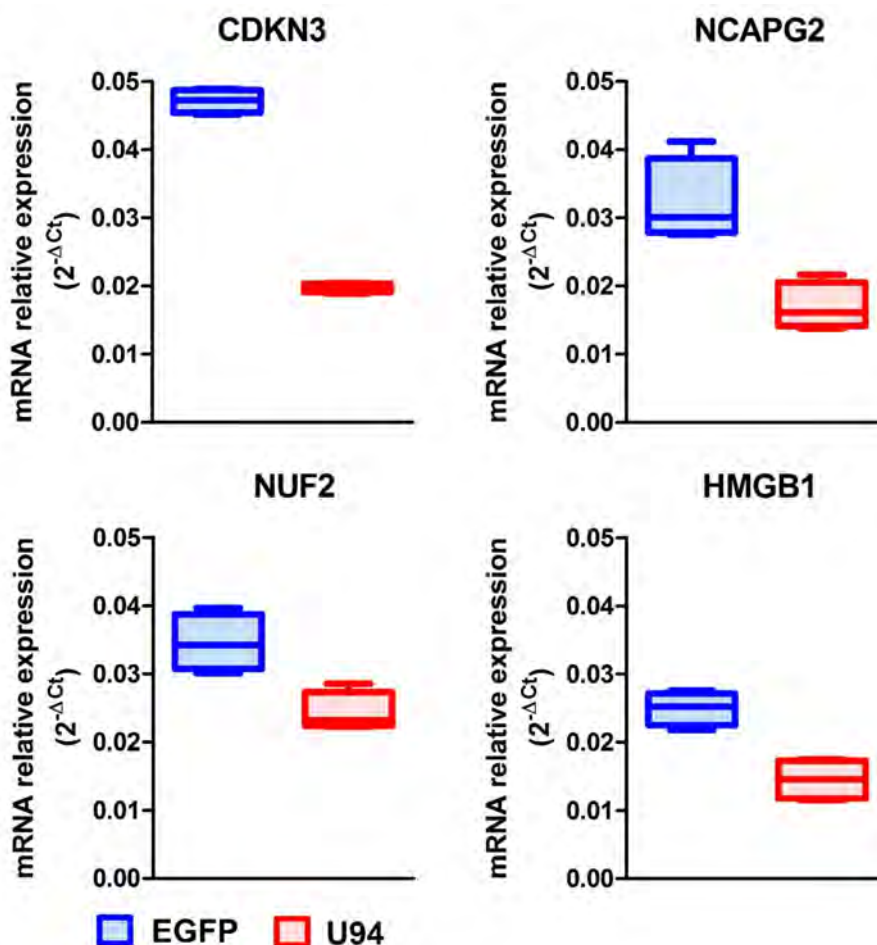 CDKN3
mRNA relative expression
(2-ΔCt)
0.05
0.04
0.03
0.02
0.01
0.00
NCAPG2
mRNA relative expression
(2-ΔCt)
0.05
0.04
0.03
0.02
0.01
0.00
NUF2
mRNA relative expression
(2-ΔCt)
0.05
0.04
0.03
0.02
0.01
0.00
HMGB1
mRNA relative expression
(2-ΔCt)
0.05
0.04
0.03
0.02
0.01
0.00
EGFP U94